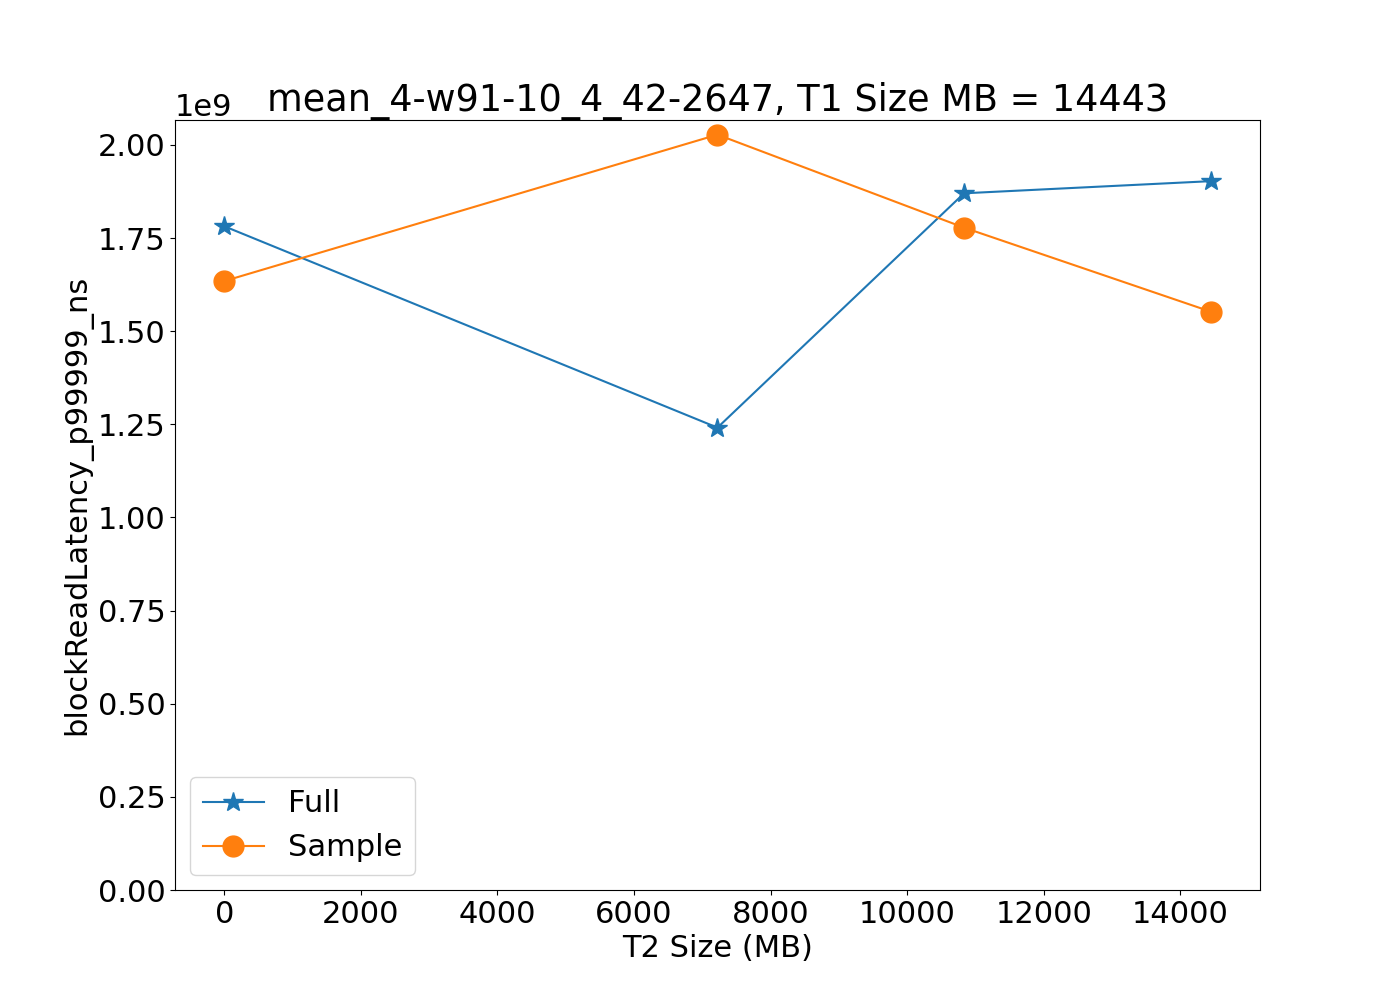 mean_4-w91-10_4_42-2647, T1 Size MB = 14443
1e9
2.00
1.75
1.50
1.25
1.00
0.75
0.50
0.25
0.00
blockReadLatency_p99999_ns
Full
Sample
0 2000 4000 6000 8000 10000 12000 14000
T2 Size (MB)